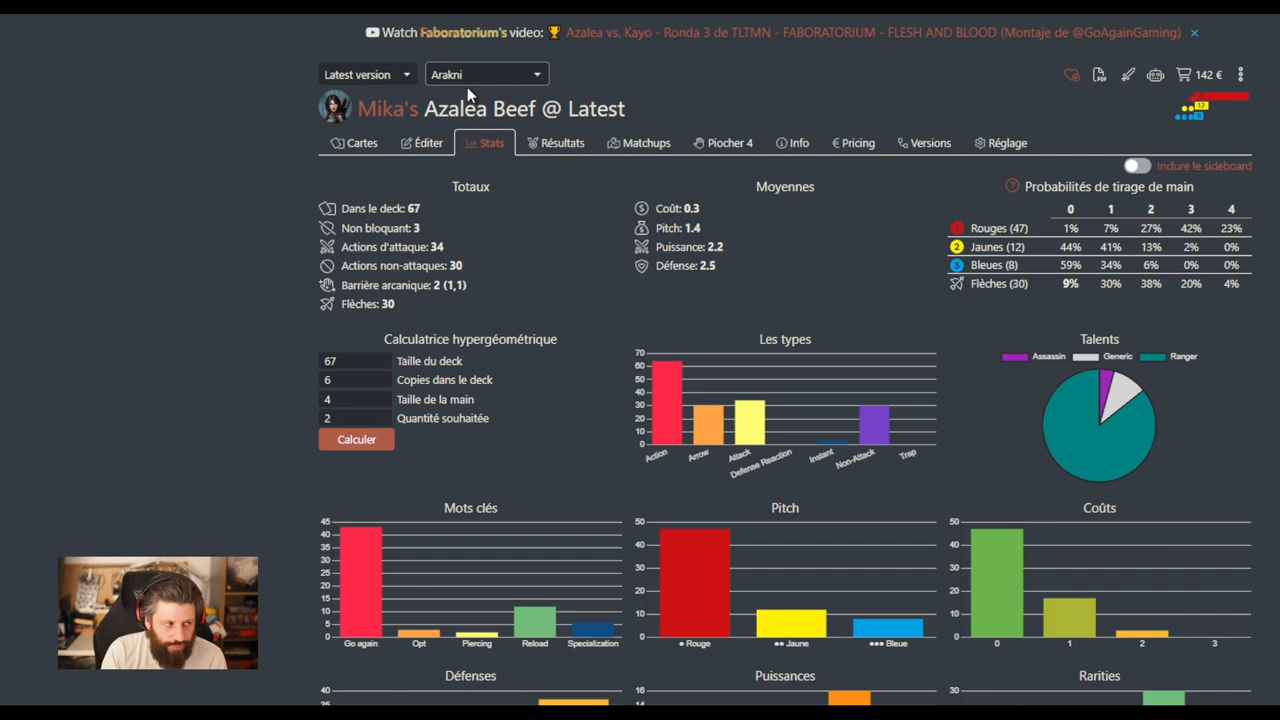 Watch Faboratorium's video: 🏆 Azalea vs. Kayo - Ronda 3 de TLTMN - FABORATORIUM - FLESH AND BLOOD (Montaje de @GoAgainGaming) ×
Latest version Arakni 142 €
Mika's Azalea Beef @ Latest
12
8
Cartes Éditer Stats Résultats Matchups Piocher 4 Info Pricing Versions Réglage
Inclure le sideboard
Totaux
Dans le deck: 67
Non bloquant: 3
Actions d'attaque: 34
Actions non-attaques: 30
Barrière arcanique: 2 (1,1)
Flèches: 30
Moyennes
Coût: 0.3
Pitch: 1.4
Puissance: 2.2
Défense: 2.5
Probabilités de tirage de main
0 1 2 3 4
1 Rouges (47) 1% 7% 27% 42% 23%
2 Jaunes (12) 44% 41% 13% 2% 0%
3 Bleues (8) 59% 34% 6% 0% 0%
Flèches (30) 9% 30% 38% 20% 4%
Calculatrice hypergéométrique
67 Taille du deck
6 Copies dans le deck
4 Taille de la main
2 Quantité souhaitée
Calculer
Les types
70
60
50
40
30
20
10
0
Action Arrow Attack Defense Reaction Instant Non-Attack Trap
Talents
Assassin Generic Ranger
Mots clés
45
40
35
30
25
20
15
10
5
0
Go again Opt Piercing Reload Specialization
Pitch
50
40
30
20
10
0
● Rouge ●● Jaune ●●● Bleue
Coûts
50
40
30
20
10
0
0 1 2 3
Défenses
40
35
Puissances
16
14
Rarities
30